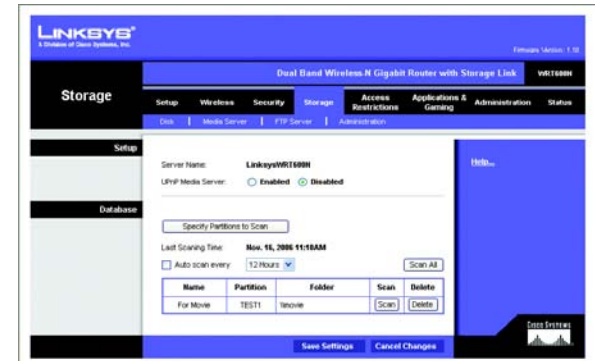 LINKSYS®
A Division of Cisco Systems, Inc.
Firmware Version: 1.10
Dual Band Wireless-N Gigabit Router with Storage Link WRT600N
Storage
Setup Wireless Security Storage Access Restrictions Applications & Gaming Administration Status
Disk | Media Server | FTP Server | Administration
Setup
Server Name: LinksysWRT600N
UPnP Media Server: Enabled Disabled
Help...
Database
Specify Partitions to Scan
Last Scaning Time: Nov. 16, 2006 11:18AM
Auto scan every 12 Hours Scan All
Name Partition Folder Scan Delete
For Movie TEST1 Scan Delete
Save Settings Cancel Changes
CISCO SYSTEMS